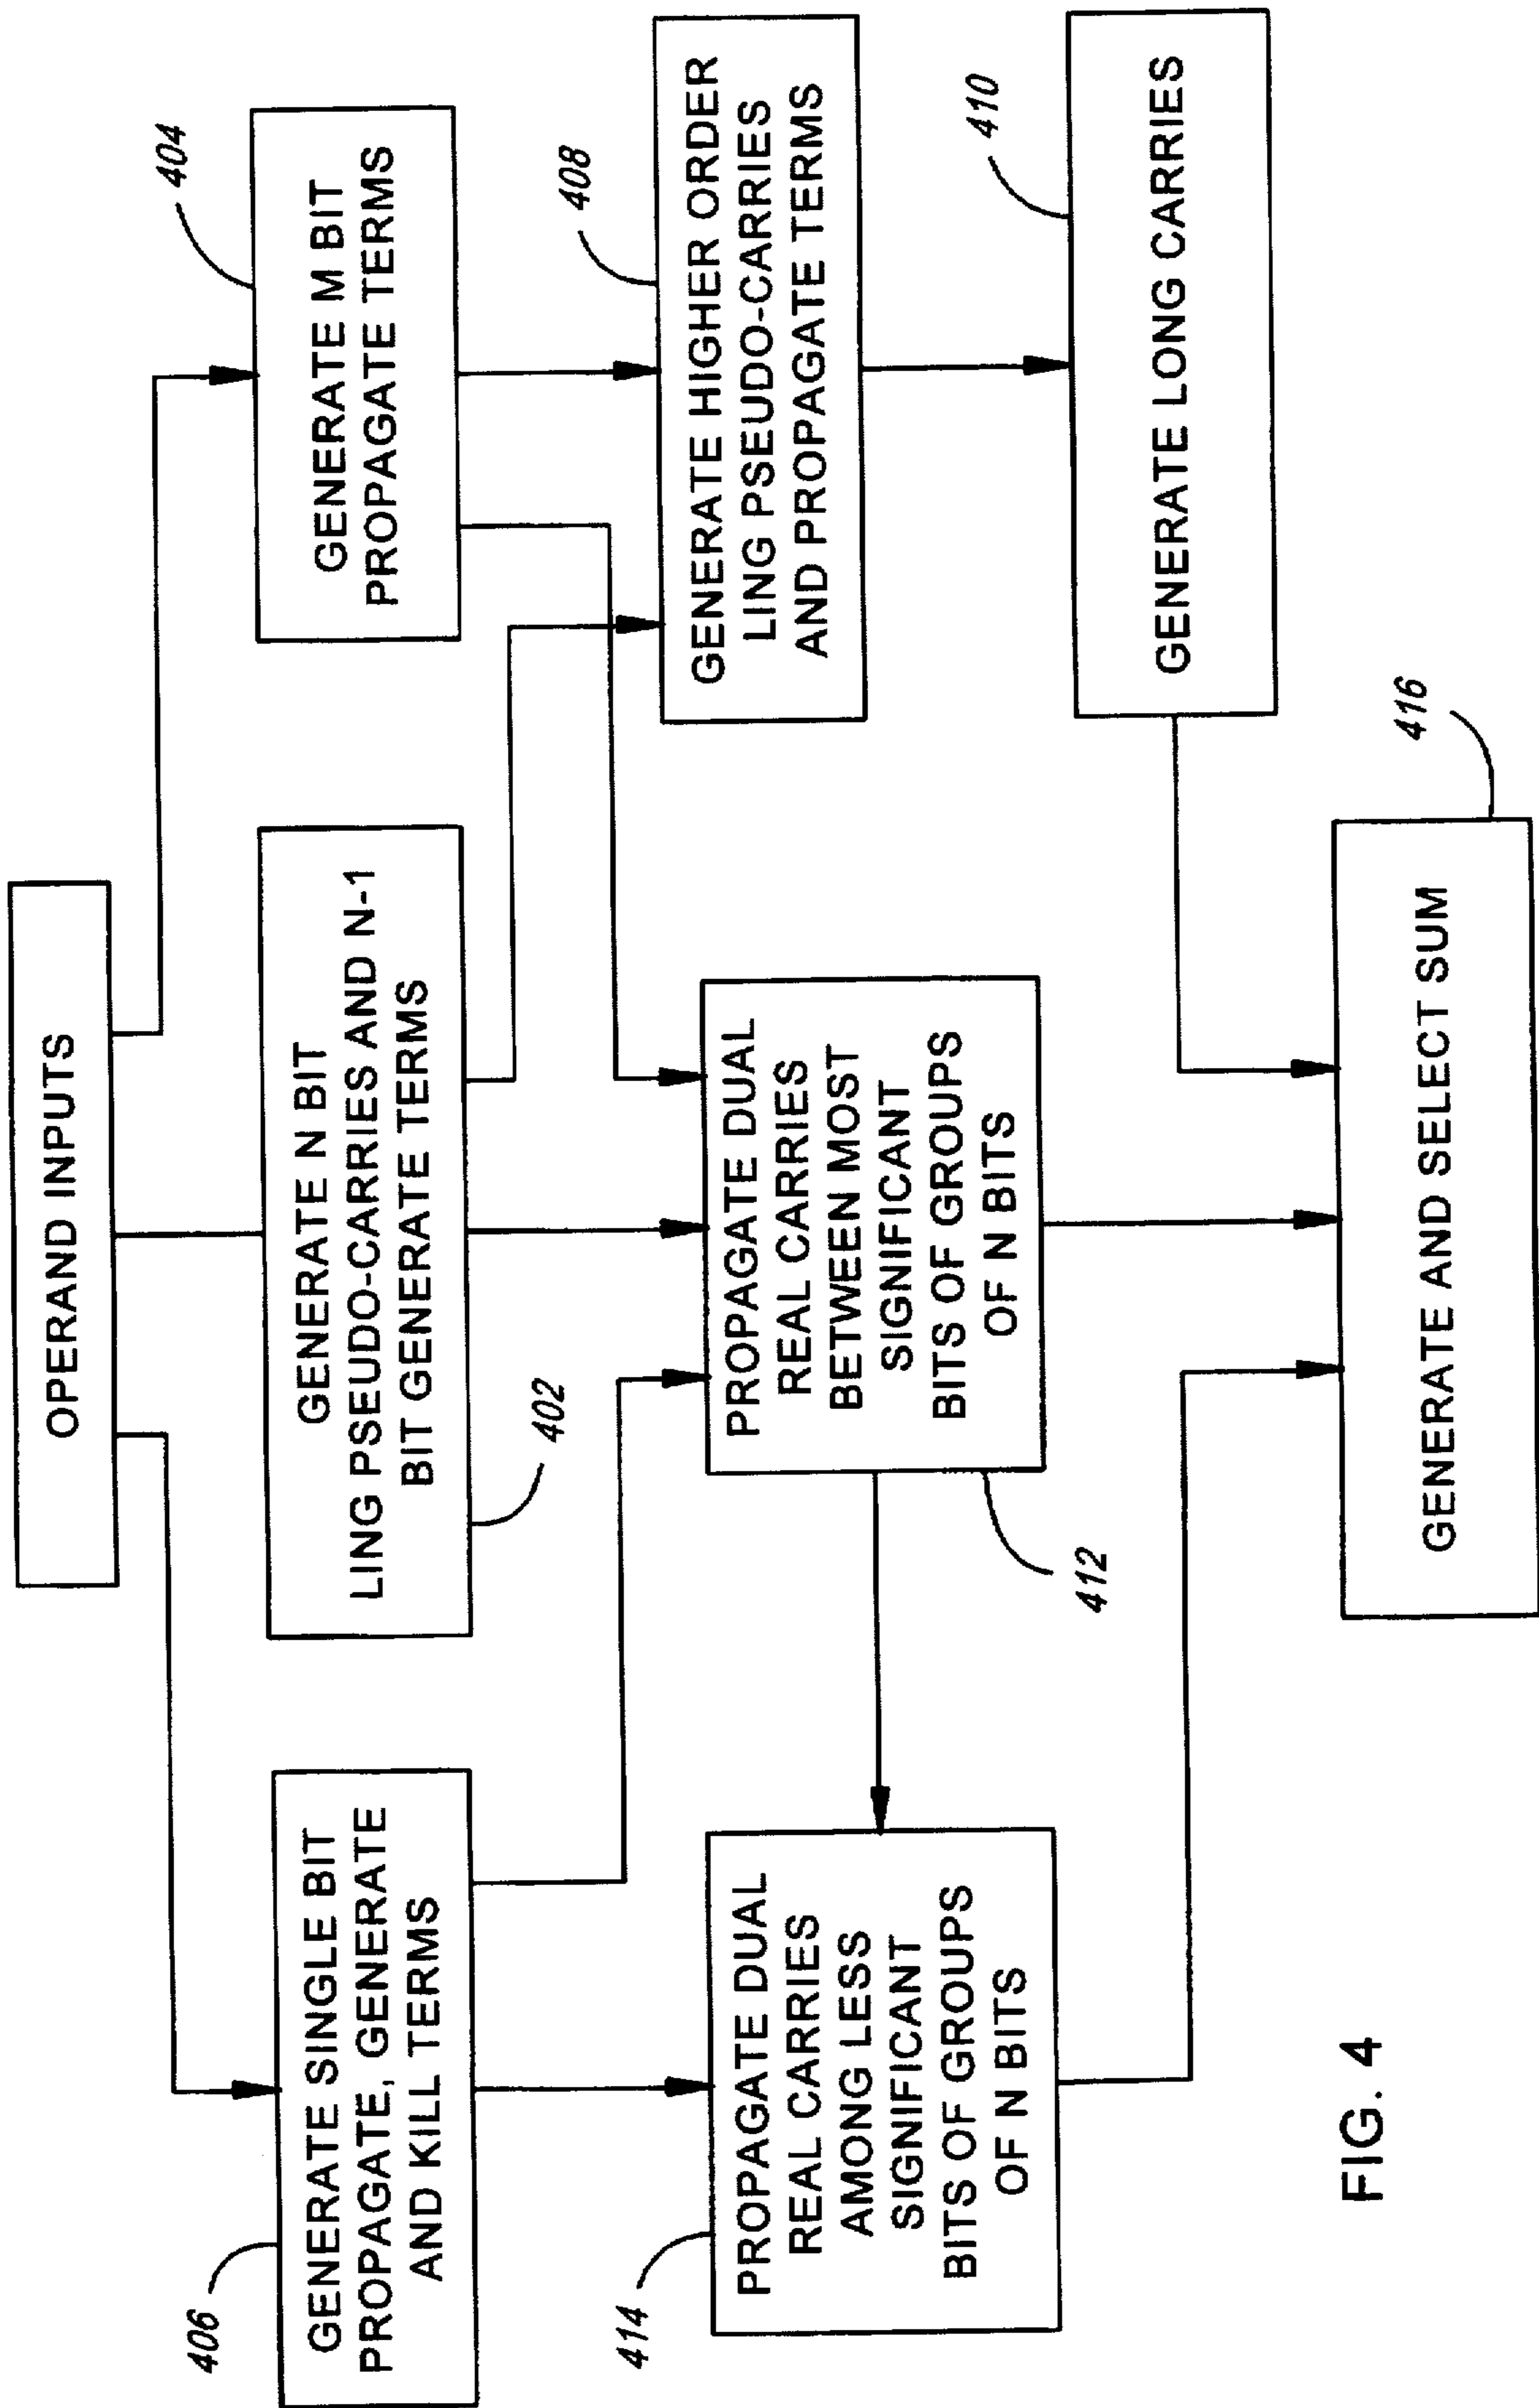 OPERAND INPUTS
406
GENERATE SINGLE BIT
PROPAGATE, GENERATE
AND KILL TERMS
GENERATE N BIT
LING PSEUDO-CARRIES AND N-1
BIT GENERATE TERMS
402
404
GENERATE M BIT
PROPAGATE TERMS
414
PROPAGATE DUAL
REAL CARRIES
AMONG LESS
SIGNIFICANT
BITS OF GROUPS
OF N BITS
PROPAGATE DUAL
REAL CARRIES
BETWEEN MOST
SIGNIFICANT
BITS OF GROUPS
OF N BITS
412
408
GENERATE HIGHER ORDER
LING PSEUDO-CARRIES
AND PROPAGATE TERMS
410
GENERATE LONG CARRIES
416
GENERATE AND SELECT SUM
FIG. 4